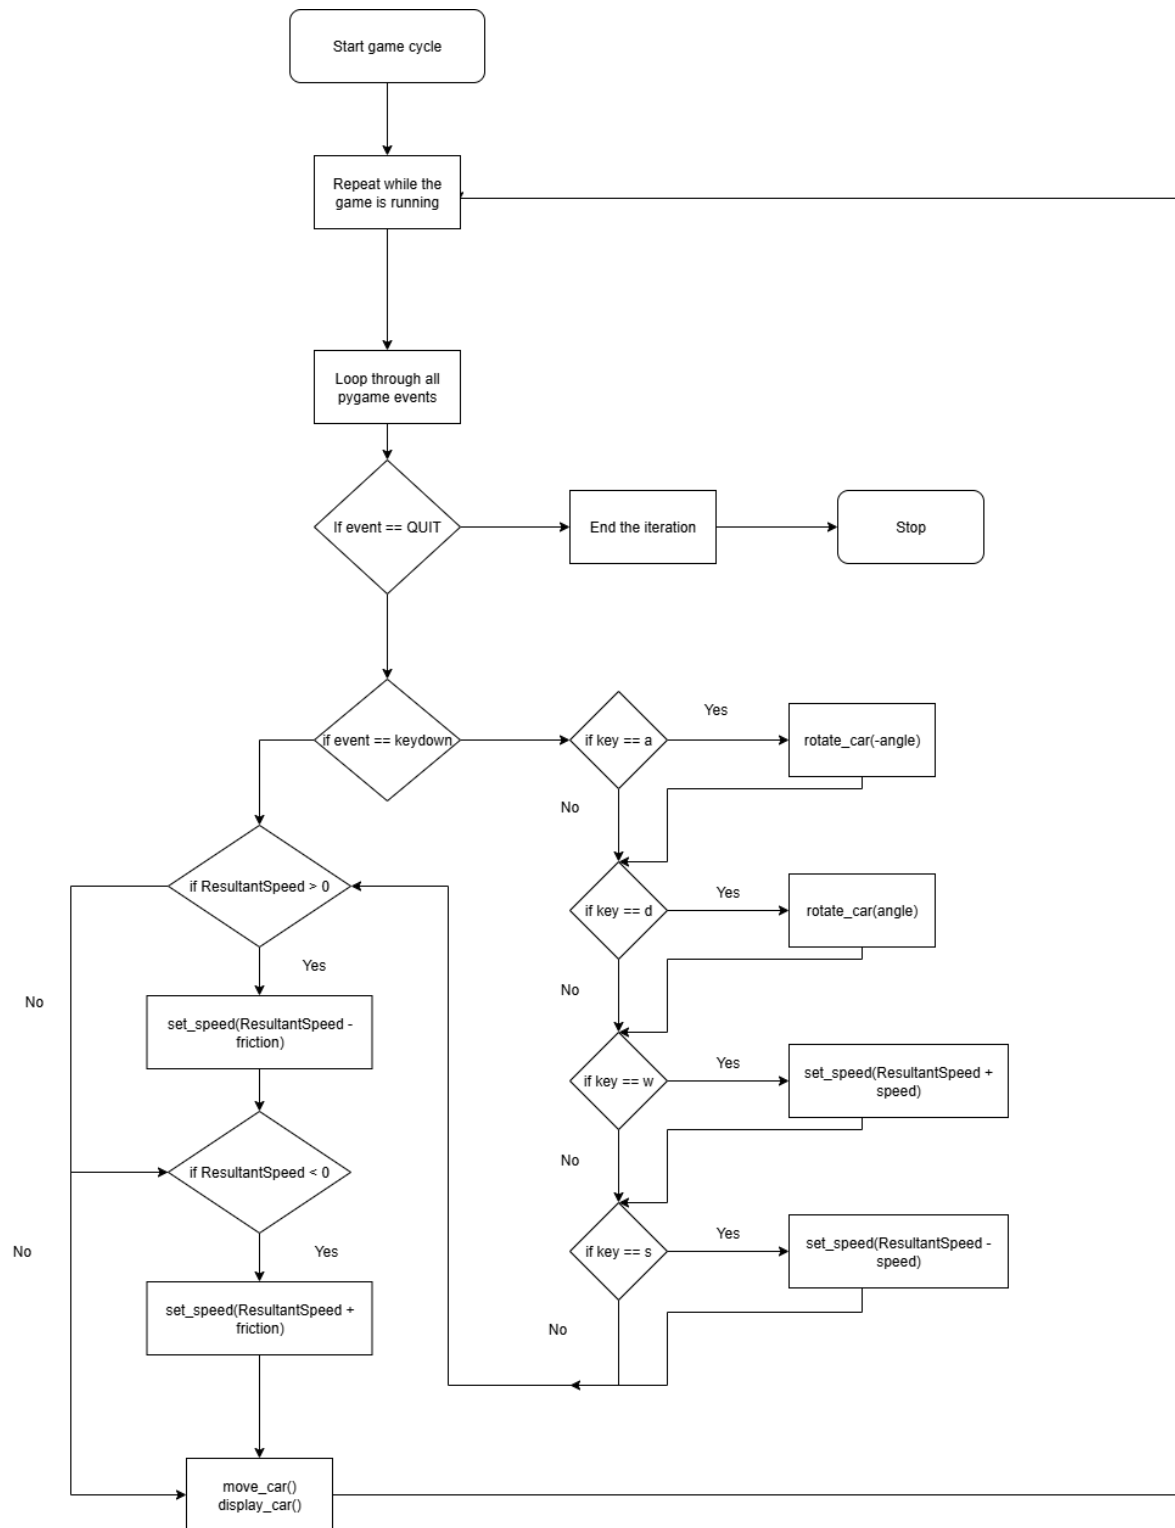 Start game cycle
Repeat while the
game is running
Loop through all
pygame events
If event == QUIT
End the iteration
Stop
if event == keydown
if key == a
Yes
rotate_car(-angle)
No
if ResultantSpeed > 0
if key == d
Yes
rotate_car(angle)
Yes
No
No
set_speed(ResultantSpeed -
friction)
if key == w
Yes
set_speed(ResultantSpeed +
speed)
No
if ResultantSpeed < 0
No
Yes
if key == s
Yes
set_speed(ResultantSpeed -
speed)
set_speed(ResultantSpeed +
friction)
No
move_car()
display_car()